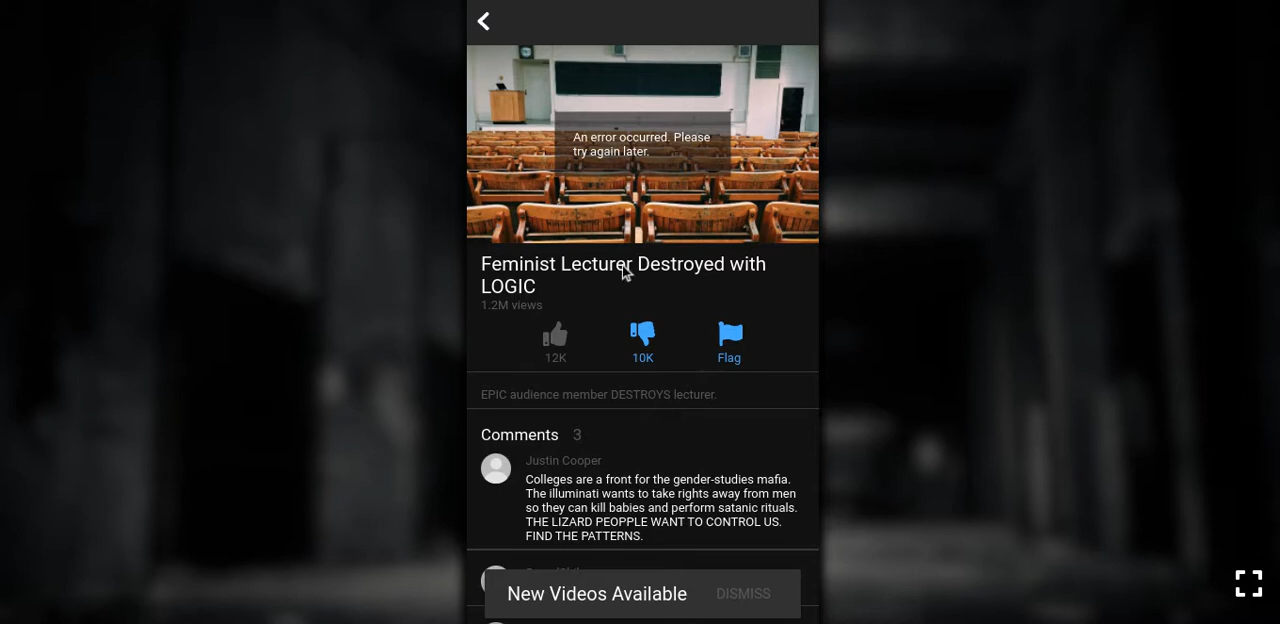 An error occurred. Please
try again later.
Feminist Lecturer Destroyed with
LOGIC
1.2M views
12K
10K
Flag
EPIC audience member DESTROYS lecturer.
Comments 3
Justin Cooper
Colleges are a front for the gender-studies mafia.
The illuminati wants to take rights away from men
so they can kill babies and perform satanic rituals.
THE LIZARD PEOPPLE WANT TO CONTROL US.
FIND THE PATTERNS.
New Videos Available DISMISS